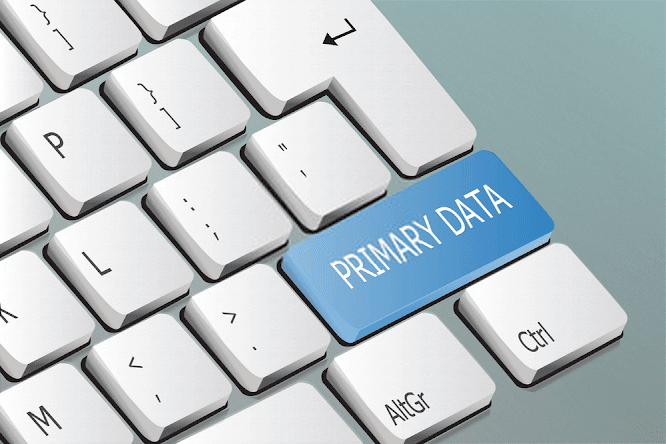 }
]
}
]
P
"
'
:
;
PRIMARY DATA
L
K
>
.
Ctrl
<
,
AltGr
M